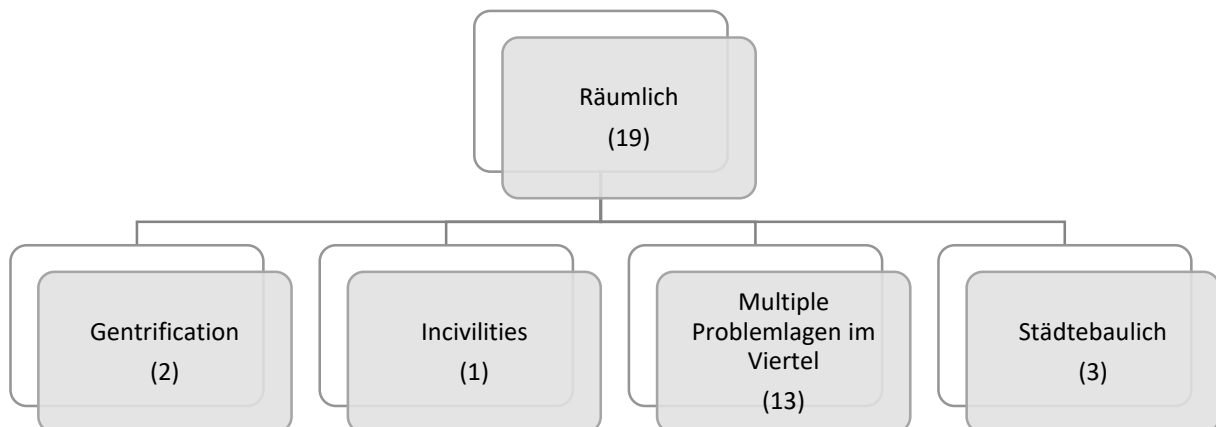 Räumlich
(19)
Gentrification
(2)
Incivilities
(1)
Multiple
Problemlagen im
Viertel
(13)
Städtebaulich
(3)